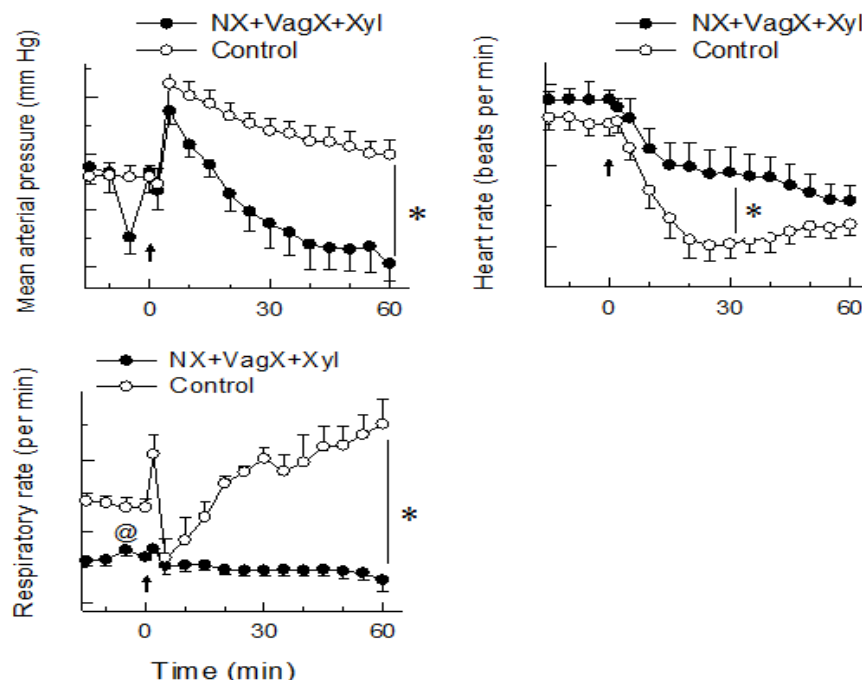 NX+VagX+Xyl
Control
Mean arterial pressure (mm Hg)
*
0 30 60
NX+VagX+Xyl
Control
Heart rate (beats per min)
*
0 30 60
NX+VagX+Xyl
Control
Respiratory rate (per min)
@
*
0 30 60
Time (min)